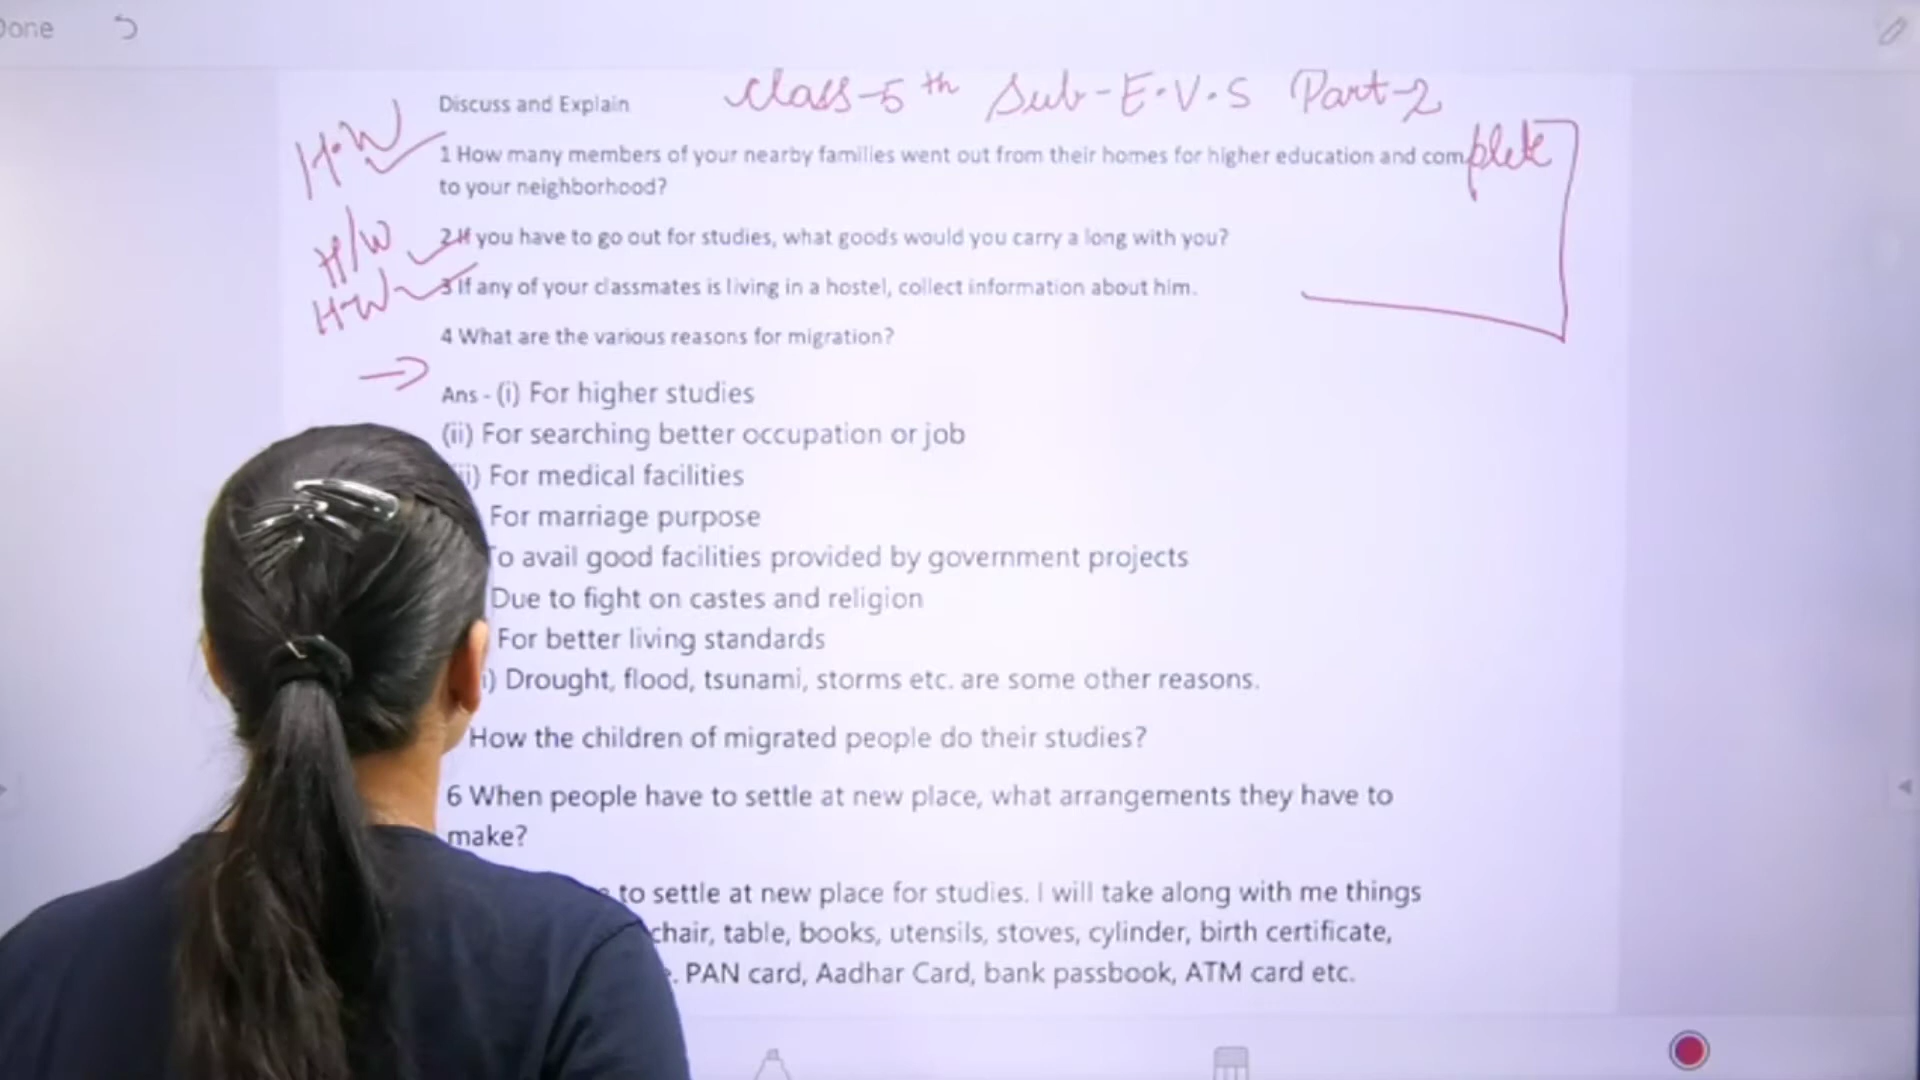 Done
Discuss and Explain
Class-5th Sub-E.V.S Part-2
H.W
1 How many members of your nearby families went out from their homes for higher education and complete
to your neighborhood?
H/W
2 If you have to go out for studies, what goods would you carry a long with you?
H-W
3 If any of your classmates is living in a hostel, collect information about him.
4 What are the various reasons for migration?
Ans - (i) For higher studies
(ii) For searching better occupation or job
i) For medical facilities
For marriage purpose
To avail good facilities provided by government projects
Due to fight on castes and religion
For better living standards
i) Drought, flood, tsunami, storms etc. are some other reasons.
How the children of migrated people do their studies?
6 When people have to settle at new place, what arrangements they have to
make?
to settle at new place for studies. I will take along with me things
chair, table, books, utensils, stoves, cylinder, birth certificate,
. PAN card, Aadhar Card, bank passbook, ATM card etc.